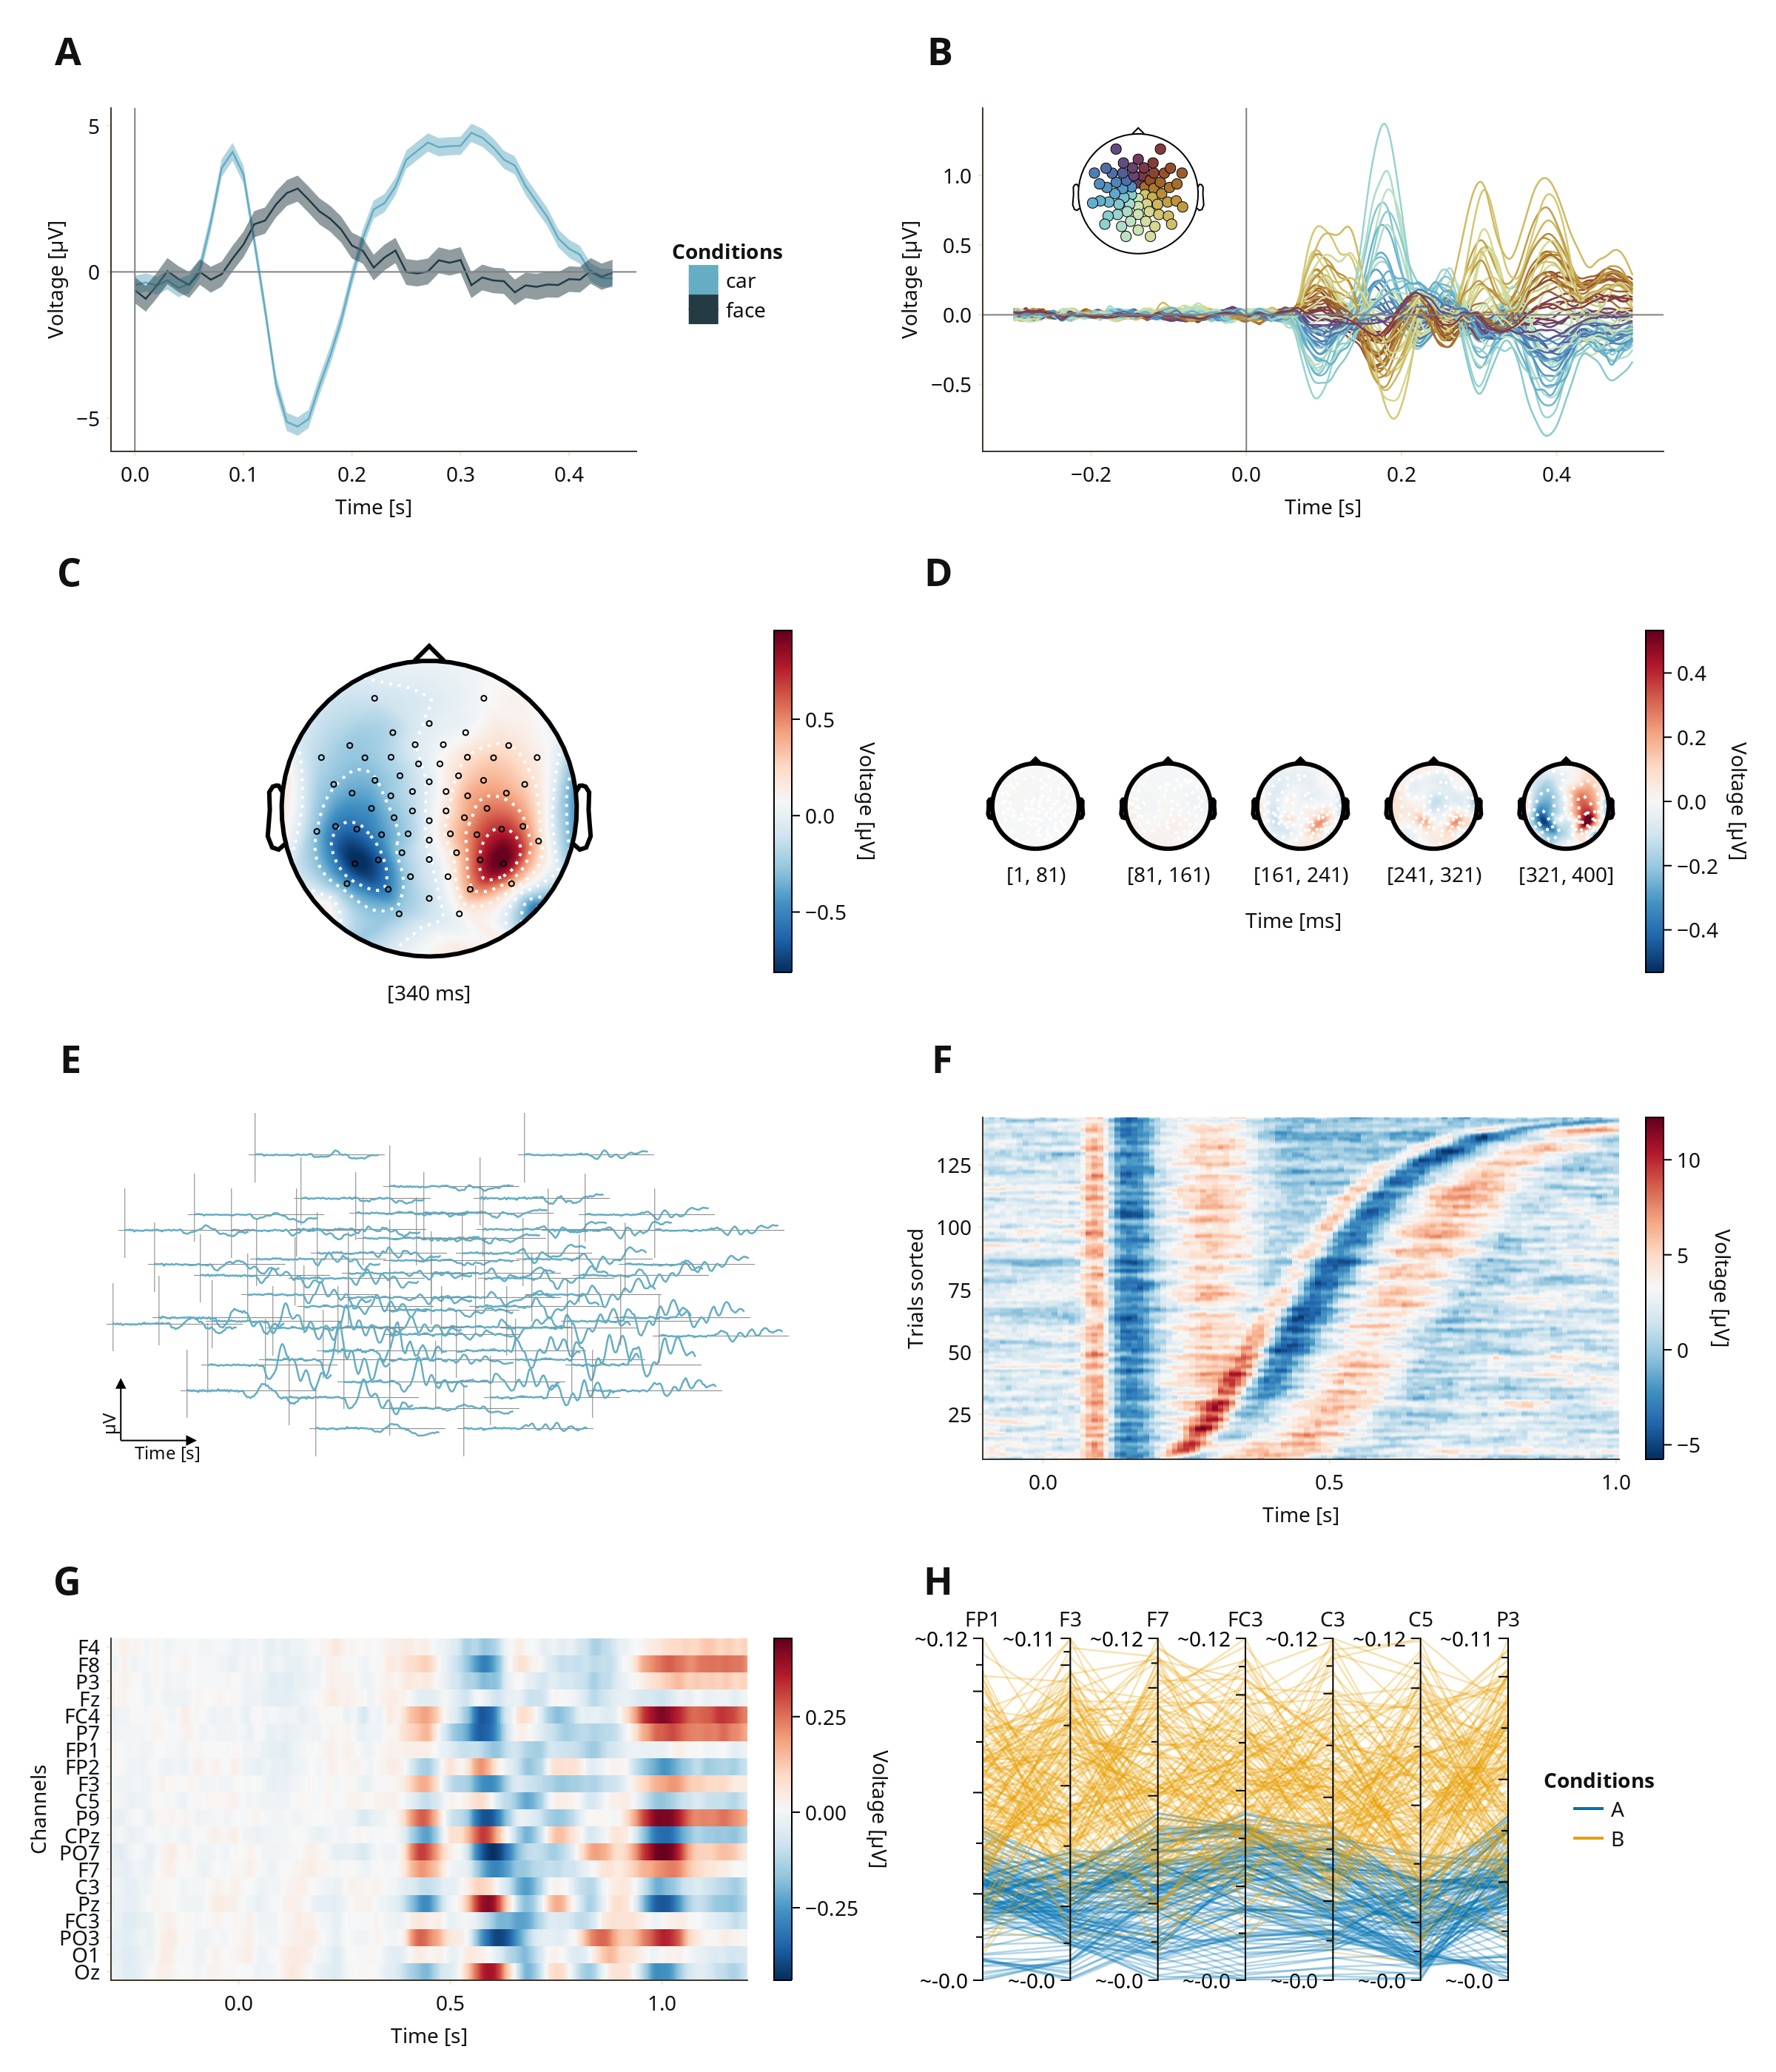 A
5
0
−5
Voltage [µV]
0.0 0.1 0.2 0.3 0.4
Time [s]
Conditions
car
face
B
1.0
0.5
0.0
−0.5
Voltage [µV]
−0.2 0.0 0.2 0.4
Time [s]
C
0.5
0.0
−0.5
Voltage [µV]
[340 ms]
D
[1, 81) [81, 161) [161, 241) [241, 321) [321, 400]
Time [ms]
0.4
0.2
0.0
−0.2
−0.4
Voltage [µV]
E
µV
Time [s]
F
125
100
75
50
25
Trials sorted
0.0 0.5 1.0
Time [s]
10
5
0
−5
Voltage [µV]
G
F4
F8
P3
Fz
FC4
P7
FP1
FP2
F3
C5
P9
CPz
PO7
F7
C3
Pz
FC3
PO3
O1
Oz
Channels
0.0 0.5 1.0
Time [s]
0.25
0.00
−0.25
Voltage [µV]
H
FP1 F3 F7 FC3 C3 C5 P3
~0.12 ~0.11 ~0.12 ~0.12 ~0.12 ~0.12 ~0.11
~-0.0 ~-0.0 ~-0.0 ~-0.0 ~-0.0 ~-0.0 ~-0.0
Conditions
A
B